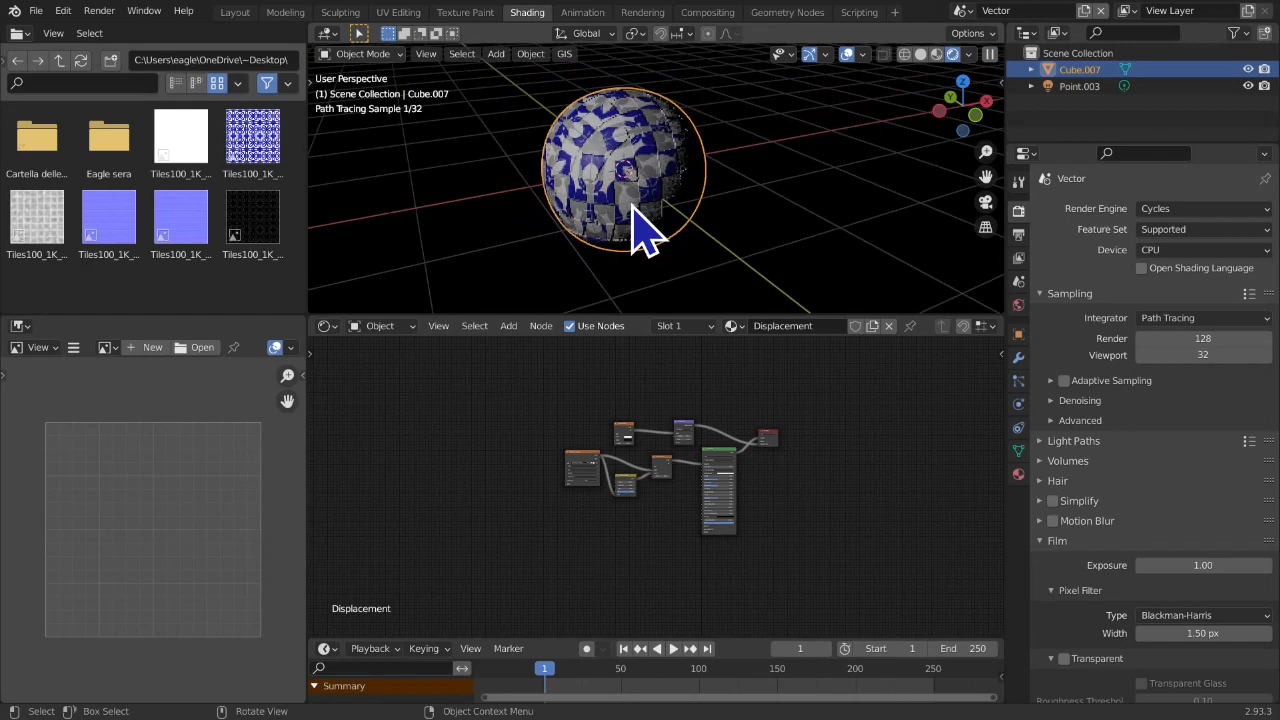 File Edit Render Window Help Layout Modeling Sculpting UV Editing Texture Paint Shading Animation Rendering Compositing Geometry Nodes Scripting + Vector View Layer
View Select
Global
Options
C:\Users\eagle\OneDrive\~Desktop\
Object Mode View Select Add Object GIS
User Perspective
(1) Scene Collection | Cube.007
Path Tracing Sample 1/32
Z
Y
X
Cartella delle...
Eagle sera
Tiles100_1K_...
Tiles100_1K_...
Tiles100_1K_...
Tiles100_1K_...
Tiles100_1K_...
Tiles100_1K_...
View
New
Open
Object View Select Add Node Use Nodes Slot 1 Displacement
Displacement
Playback Keying View Marker 1 Start 1 End 250
1 50 100 150 200 250
Summary
Scene Collection
Cube.007
Point.003
Vector
Render Engine Cycles
Feature Set Supported
Device CPU
Open Shading Language
Sampling
Integrator Path Tracing
Render 128
Viewport 32
Adaptive Sampling
Denoising
Advanced
Light Paths
Volumes
Hair
Simplify
Motion Blur
Film
Exposure 1.00
Pixel Filter
Type Blackman-Harris
Width 1.50 px
Transparent
Transparent Glass
Roughness Threshol 0.10
Select Box Select Rotate View Object Context Menu 2.93.3